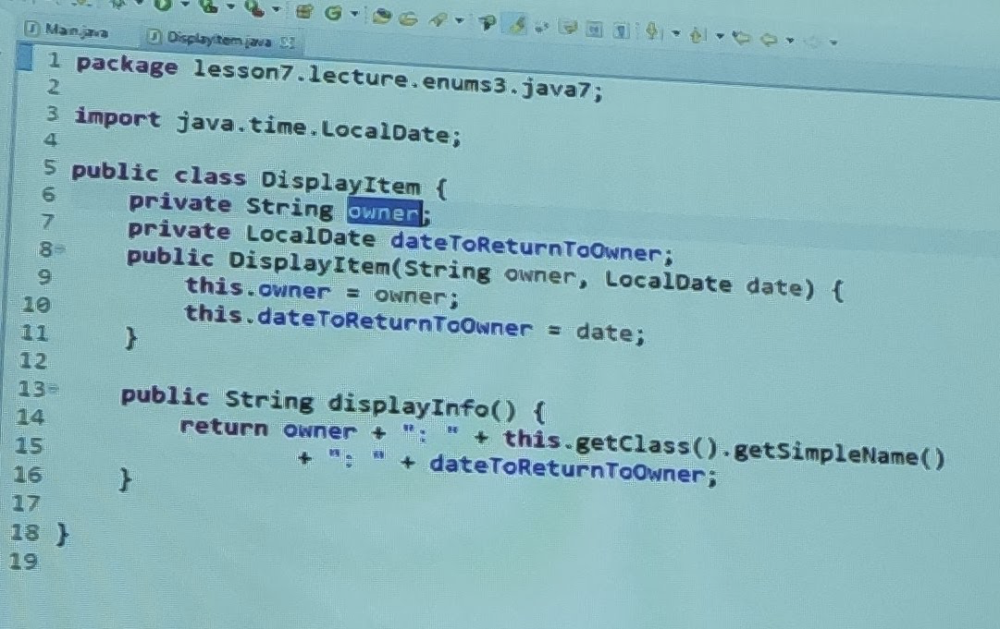 Main.java DisplayItem.java
1 package lesson7.lecture.enums3.java7;
2
3 import java.time.LocalDate;
4
5 public class DisplayItem {
6 private String owner;
7 private LocalDate dateToReturnToOwner;
8 public DisplayItem(String owner, LocalDate date) {
9 this.owner = owner;
10 this.dateToReturnToOwner = date;
11 }
12
13 public String displayInfo() {
14 return owner + ": " + this.getClass().getSimpleName()
15 + ": " + dateToReturnToOwner;
16 }
17
18 }
19